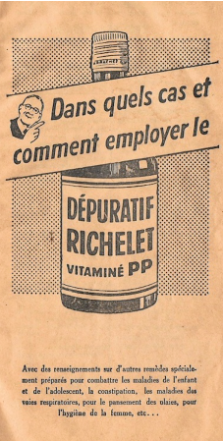 Dans quels cas et
comment employer le
DÉPURATIF
RICHELET
VITAMINÉ PP
Avec des renseignements sur d'autres remèdes spéciale-
ment préparés pour combattre les maladies de l'enfant
et de l'adolescent, la constipation, les maladies des
voies respiratoires, pour le pansement des plaies, pour
l'hygiène de la femme, etc...